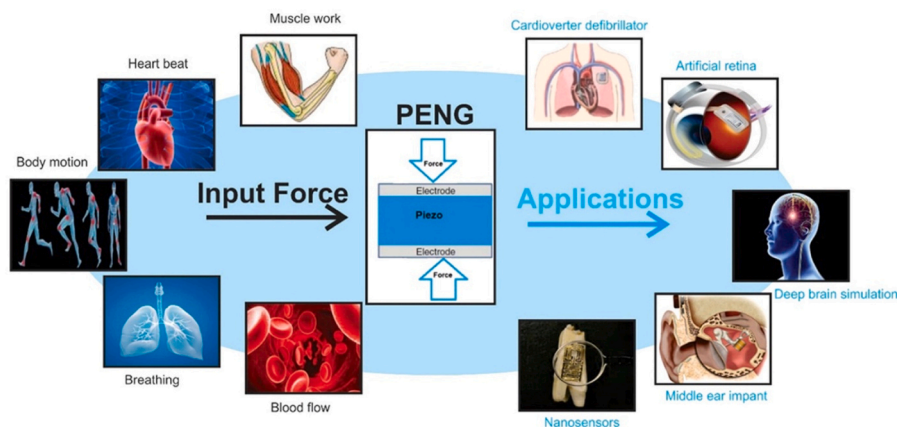 Muscle work
Cardioverter defibrillator
Heart beat
Artificial retina
PENG
Force
Body motion
Electrode
Input Force
Piezo
Applications
Electrode
Force
Deep brain simulation
Breathing
Blood flow
Middle ear impant
Nanosensors